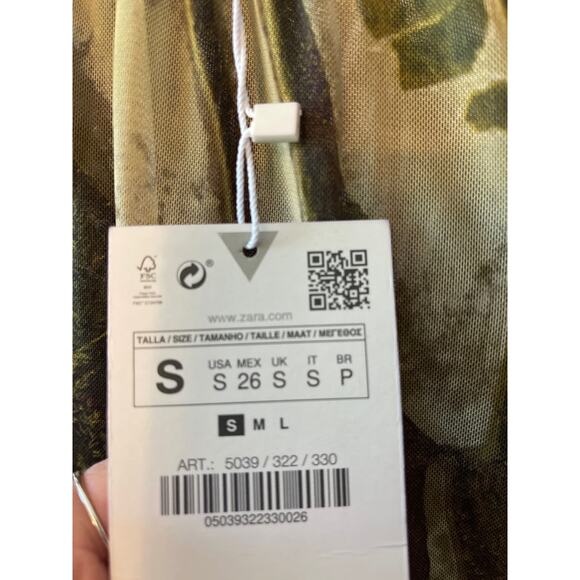 FSC
®
www.zara.com
TALLA / SIZE / TAMANHO / TAILLE / MAAT / ΜΕΓΕΘΟΣ
S
USA MEX UK IT BR
S 26 S S P
S M L
ART.: 5039 / 322 / 330
05039322330026